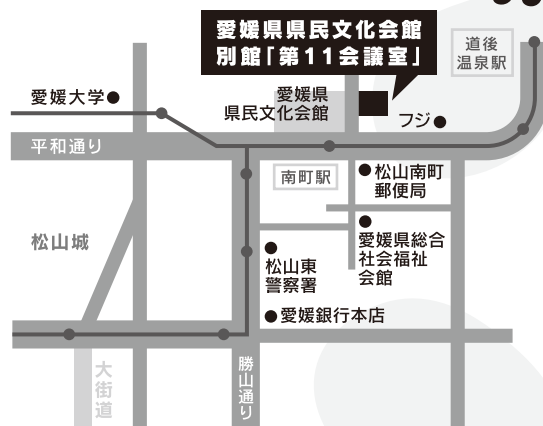 愛媛県県民文化会館
別館「第11会議室」
道後
温泉駅
愛媛大学
愛媛県
県民文化会館
フジ
平和通り
南町駅
松山南町
郵便局
松山城
愛媛県総合
社会福祉
会館
松山東
警察署
愛媛銀行本店
大街道
勝山通り